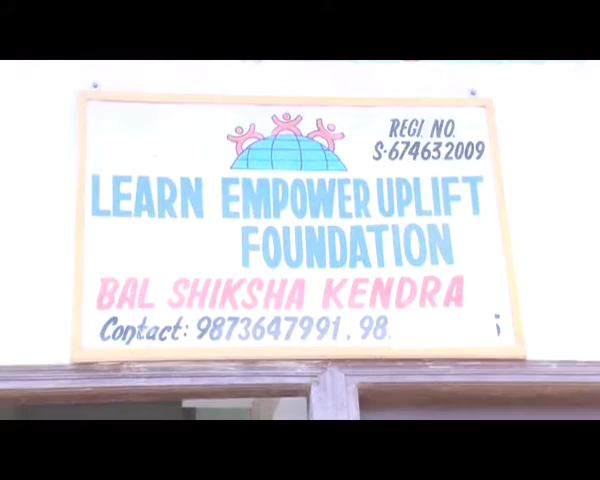 REGI. NO.
S-674632009
LEARN EMPOWER UPLIFT
FOUNDATION
BAL SHIKSHA KENDRA
Contact: 9873647991, 98